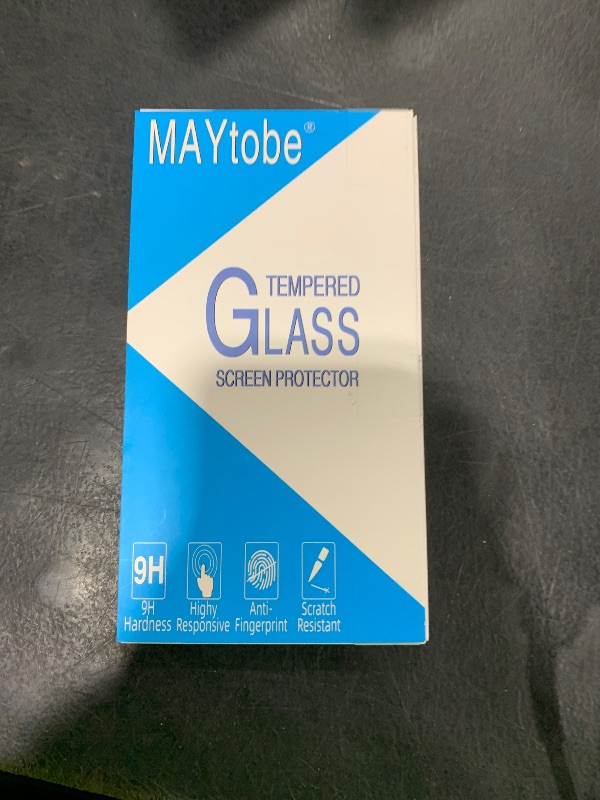 MAYtobe®
TEMPERED
GLASS
SCREEN PROTECTOR
9H
9H
Hardness
Highy
Responsive
Anti-
Fingerprint
Scratch
Resistant